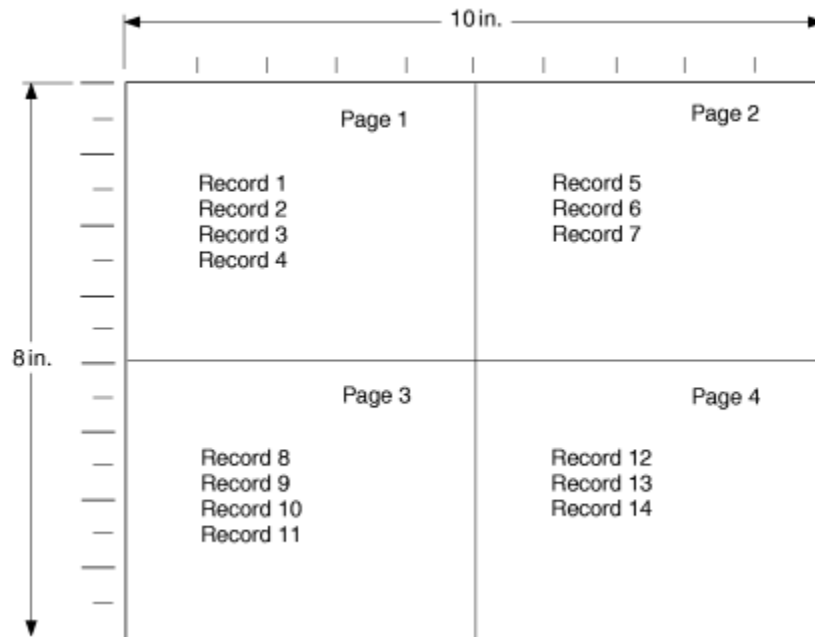 10 in.
Page 1
Record 1
Record 2
Record 3
Record 4
Page 2
Record 5
Record 6
Record 7
8 in.
Page 3
Record 8
Record 9
Record 10
Record 11
Page 4
Record 12
Record 13
Record 14